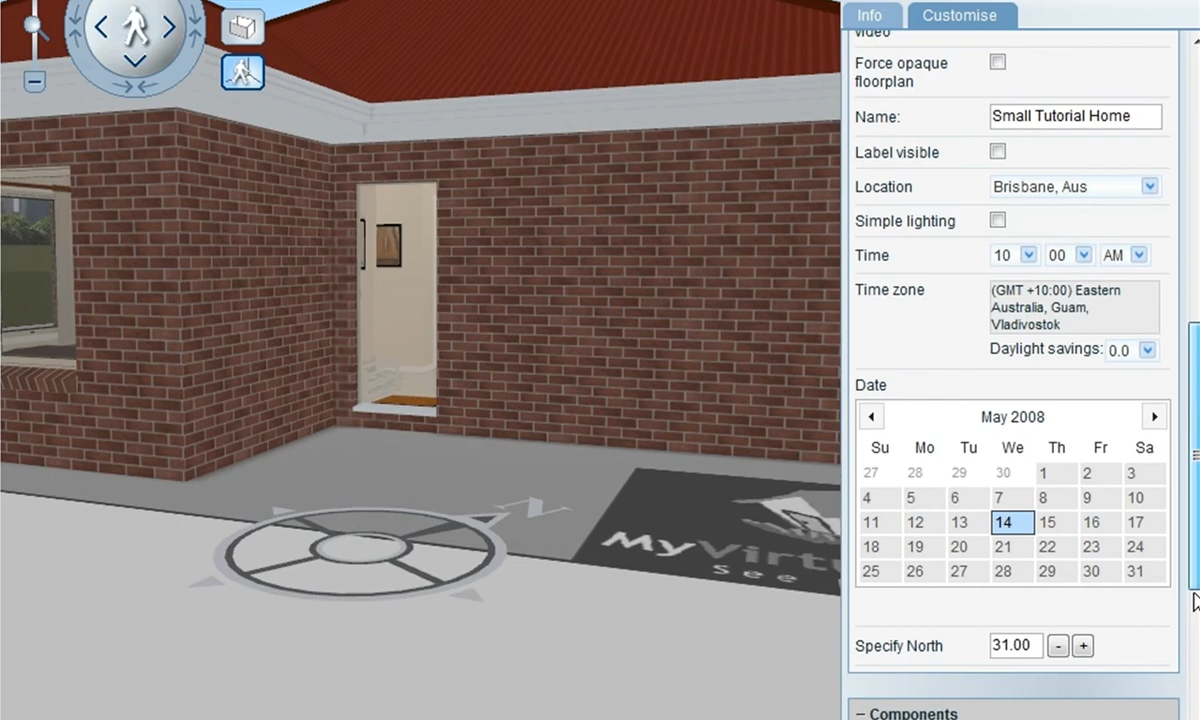 Info
Customise
video
Force opaque
floorplan
Name:
Small Tutorial Home
Label visible
Location
Brisbane, Aus
Simple lighting
Time
10
00
AM
Time zone
(GMT +10:00) Eastern
Australia, Guam,
Vladivostok
Daylight savings:
0.0
Date
May 2008
Su Mo Tu We Th Fr Sa
27 28 29 30 1 2 3
4 5 6 7 8 9 10
11 12 13 14 15 16 17
18 19 20 21 22 23 24
25 26 27 28 29 30 31
Specify North
31.00
- +
– Components
N
MyVirtu
see